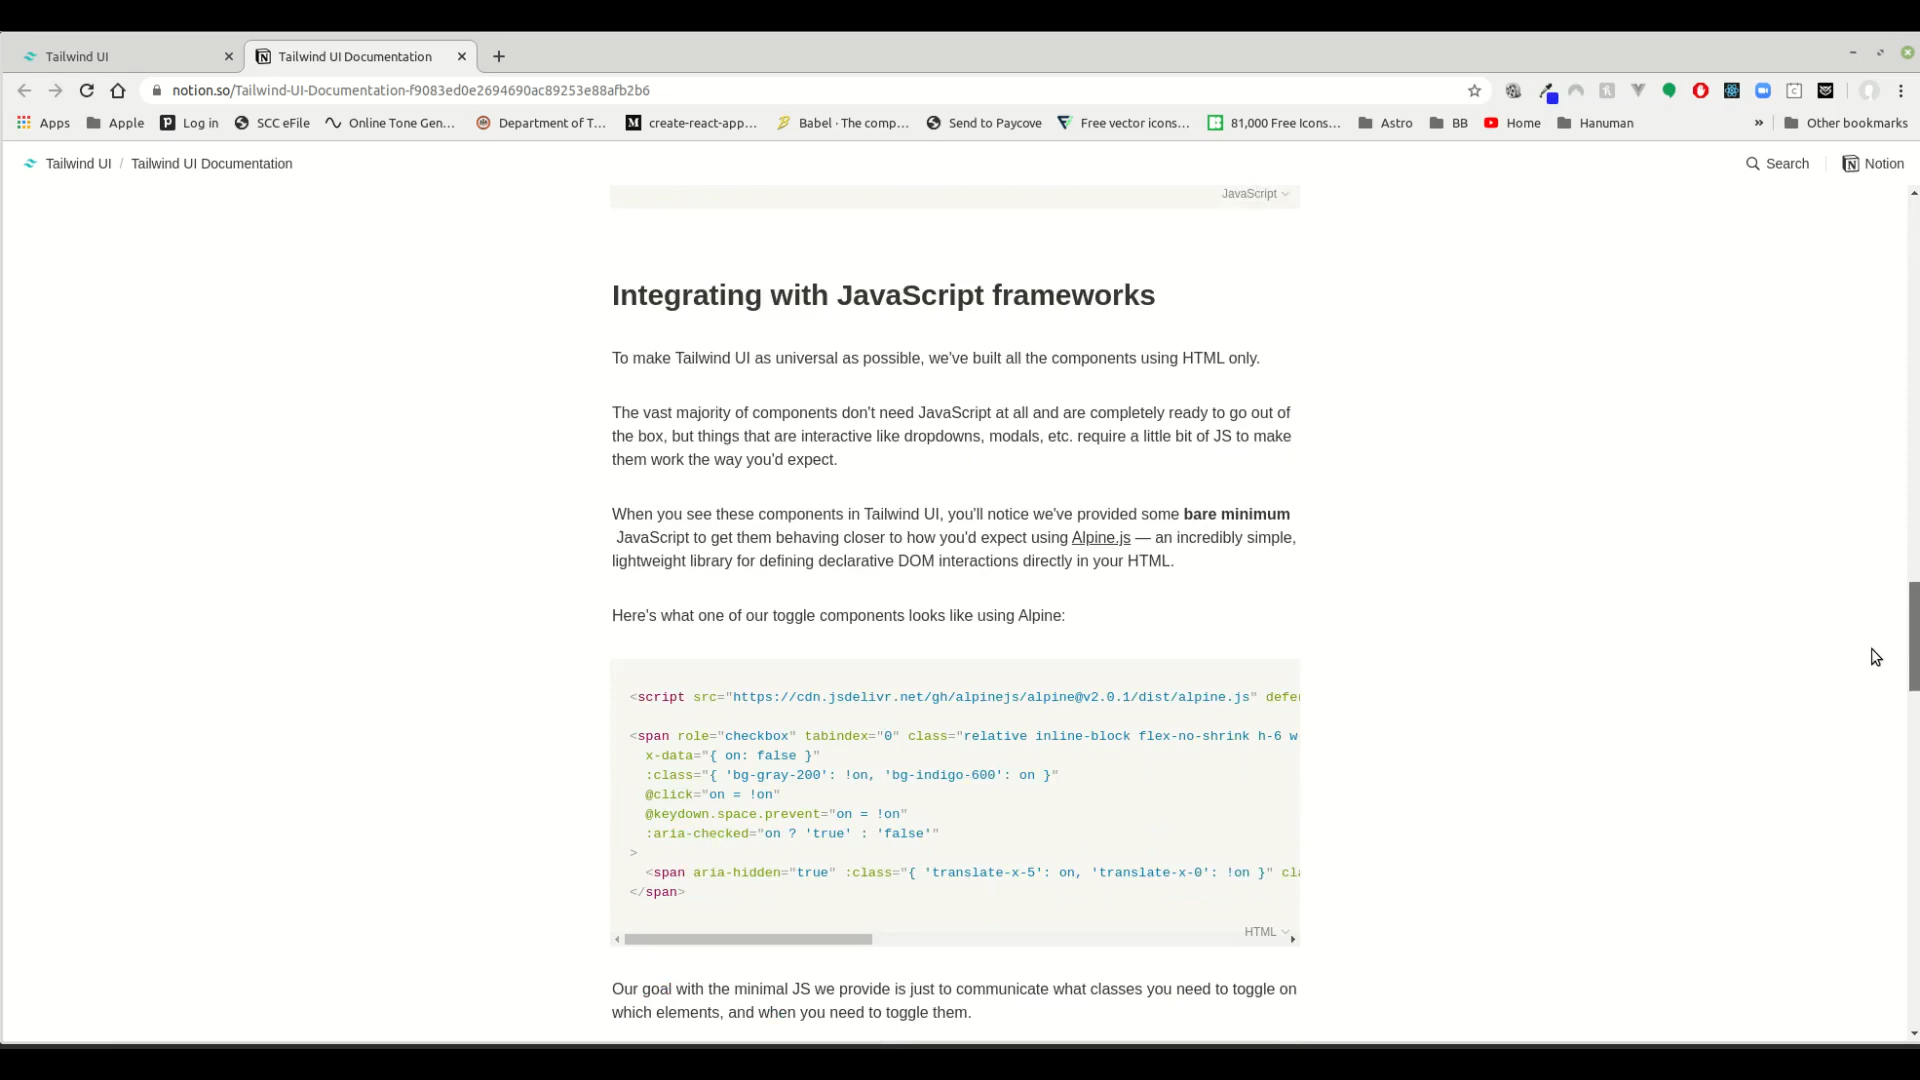 Tailwind UI
Tailwind UI Documentation
notion.so/Tailwind-UI-Documentation-f9083ed0e2694690ac89253e88afb2b6
Apps
Apple
Log in
SCC eFile
Online Tone Gen...
Department of T...
create-react-app...
Babel · The comp...
Send to Paycove
Free vector icons...
81,000 Free Icons...
Astro
BB
Home
Hanuman
»
Other bookmarks
Tailwind UI / Tailwind UI Documentation
Search
Notion
JavaScript
Integrating with JavaScript frameworks
To make Tailwind UI as universal as possible, we've built all the components using HTML only.
The vast majority of components don't need JavaScript at all and are completely ready to go out of
the box, but things that are interactive like dropdowns, modals, etc. require a little bit of JS to make
them work the way you'd expect.
When you see these components in Tailwind UI, you'll notice we've provided some bare minimum
JavaScript to get them behaving closer to how you'd expect using Alpine.js — an incredibly simple,
lightweight library for defining declarative DOM interactions directly in your HTML.
Here's what one of our toggle components looks like using Alpine:
<script src="https://cdn.jsdelivr.net/gh/alpinejs/alpine@v2.0.1/dist/alpine.js" defer
<span role="checkbox" tabindex="0" class="relative inline-block flex-no-shrink h-6 w
x-data="{ on: false }"
:class="{ 'bg-gray-200': !on, 'bg-indigo-600': on }"
@click="on = !on"
@keydown.space.prevent="on = !on"
:aria-checked="on ? 'true' : 'false'"
>
<span aria-hidden="true" :class="{ 'translate-x-5': on, 'translate-x-0': !on }" cla
</span>
HTML
Our goal with the minimal JS we provide is just to communicate what classes you need to toggle on
which elements, and when you need to toggle them.